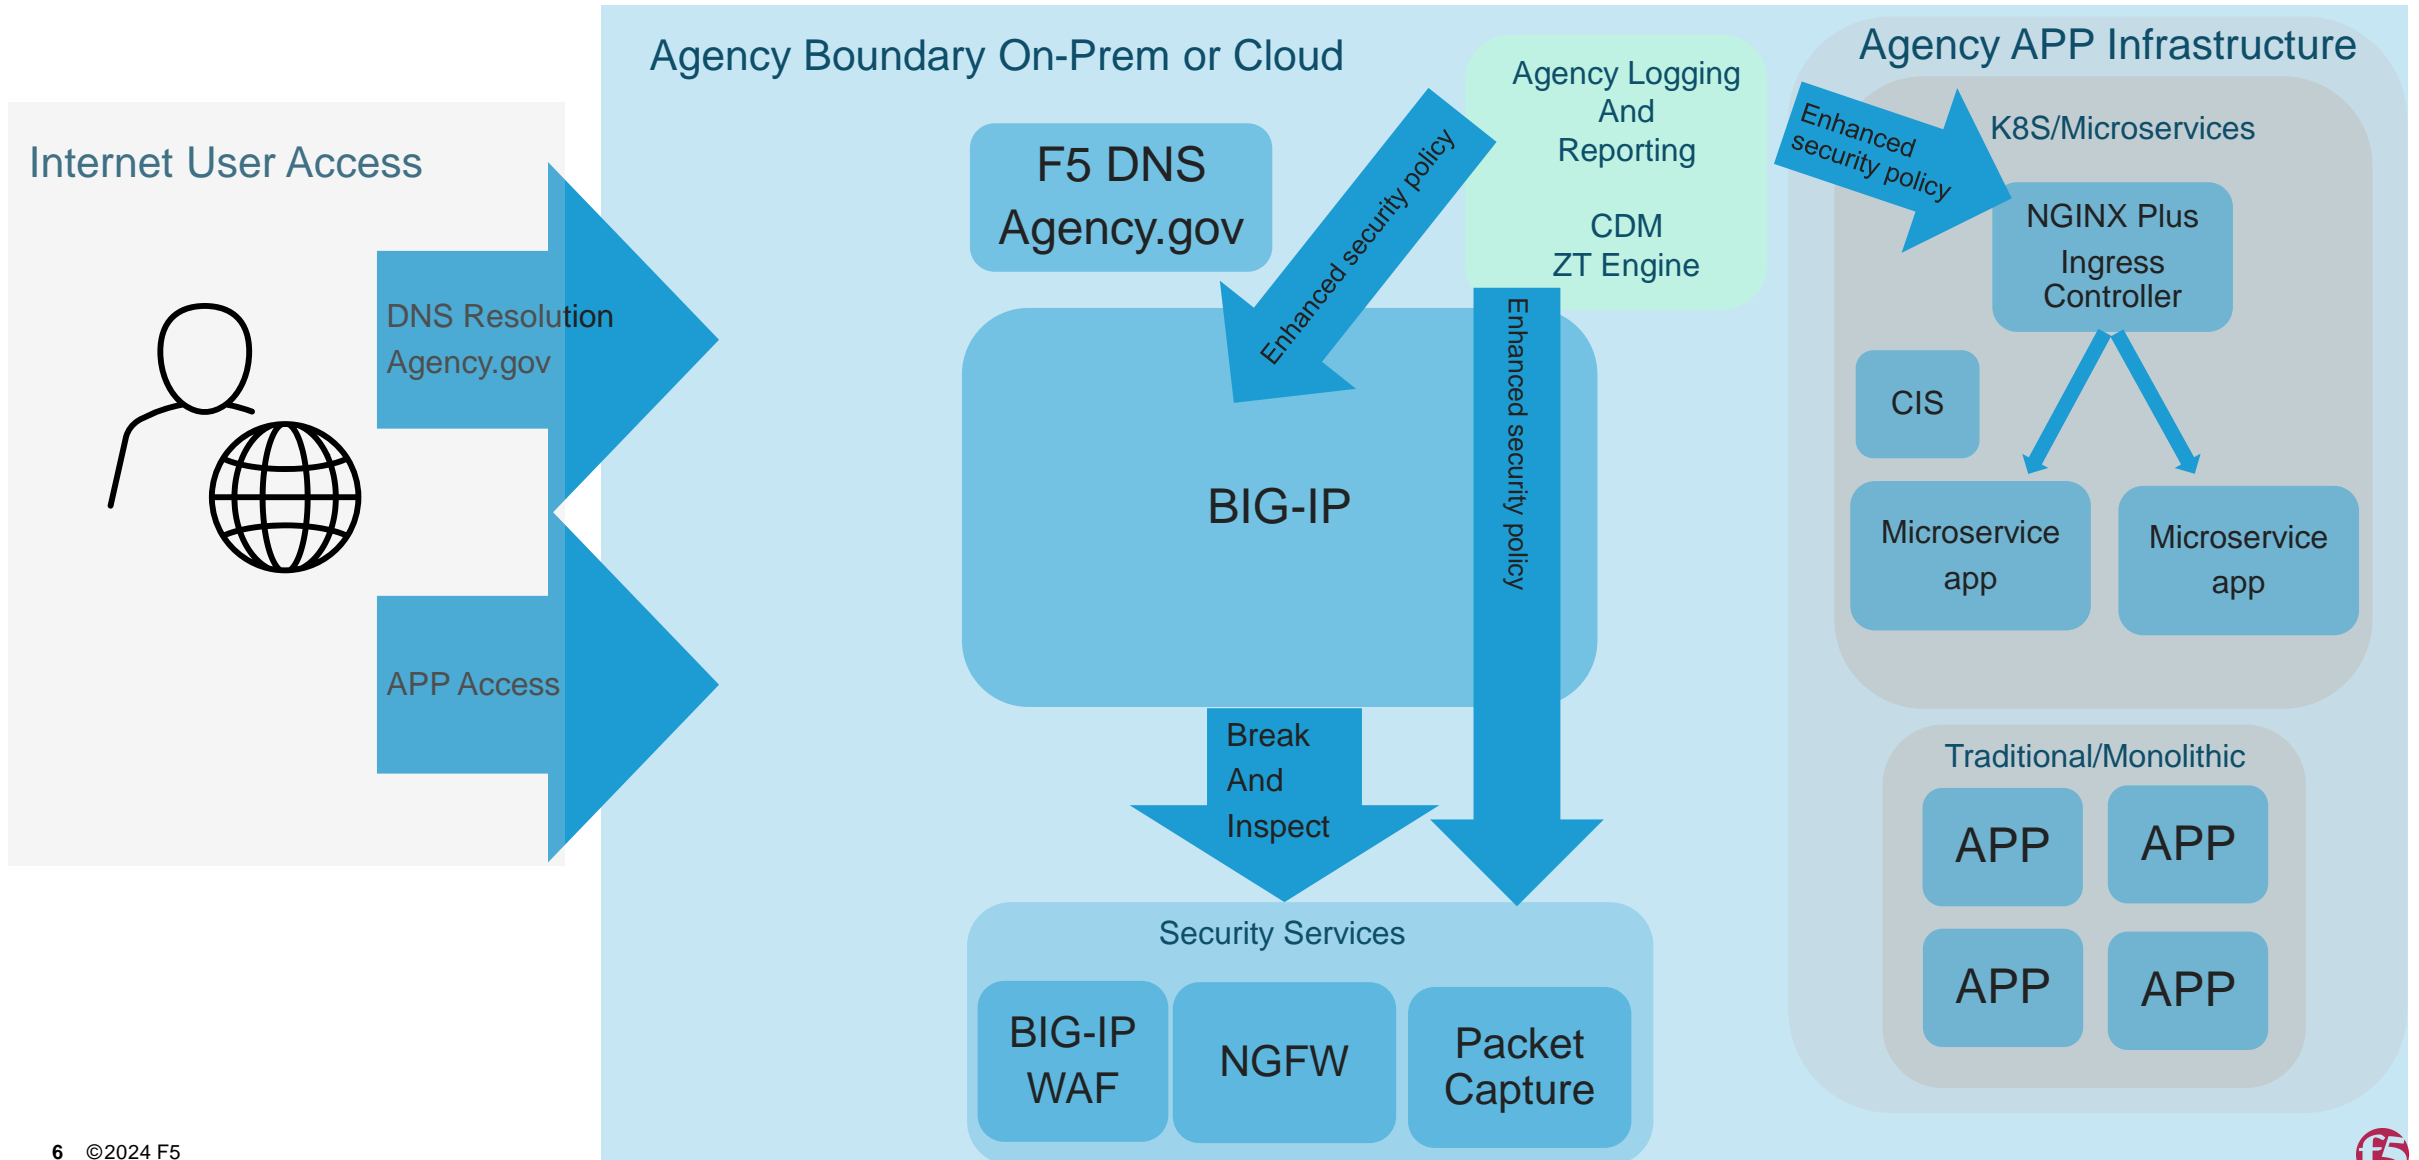 Agency Boundary On-Prem or Cloud
Internet User Access
DNS Resolution
Agency.gov
APP Access
F5 DNS
Agency.gov
Agency Logging
And
Reporting
CDM
ZT Engine
Enhanced security policy
Enhanced security policy
Enhanced
security policy
BIG-IP
Break
And
Inspect
Security Services
BIG-IP
WAF
NGFW
Packet
Capture
Agency APP Infrastructure
K8S/Microservices
NGINX Plus
Ingress
Controller
CIS
Microservice
app
Microservice
app
Traditional/Monolithic
APP
APP
APP
APP
6 ©2024 F5
f5